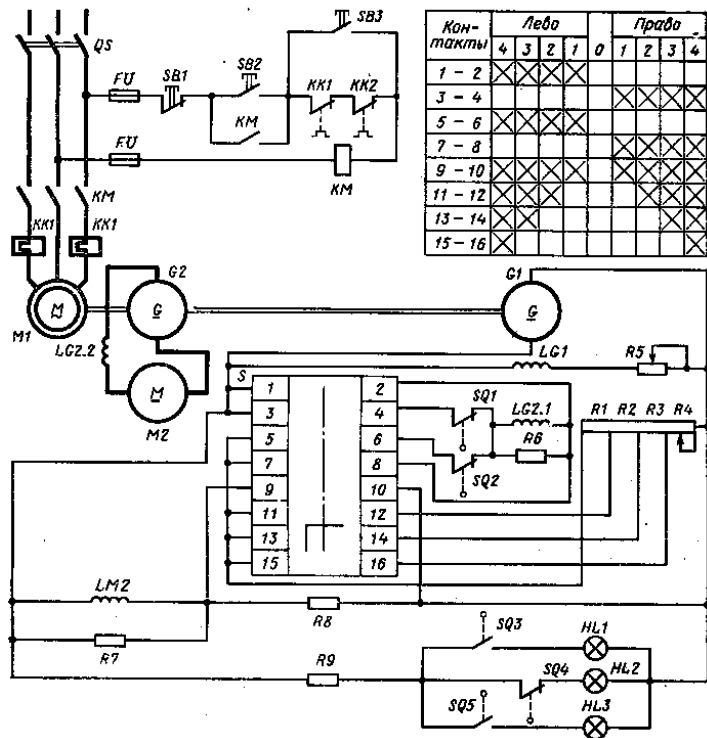 QS
FU
SB1
SB2
SB3
KK1
KK2
KM
FU
KM
KM
KK1
KK1
Кон-
такты
Лево
0
Право
4 3 2 1
1 2 3 4
1 – 2
3 – 4
5 – 6
7 – 8
9 – 10
11 – 12
13 – 14
15 – 16
M1
M
G2
G
G1
G
LG2.2
M
M2
LG1
R5
S
1 2
3 4
5 6
7 8
9 10
11 12
13 14
15 16
SQ1
LG2.1
R6
SQ2
R1 R2 R3 R4
LM2
R7
R8
R9
SQ3
HL1
SQ4
HL2
SQ5
HL3